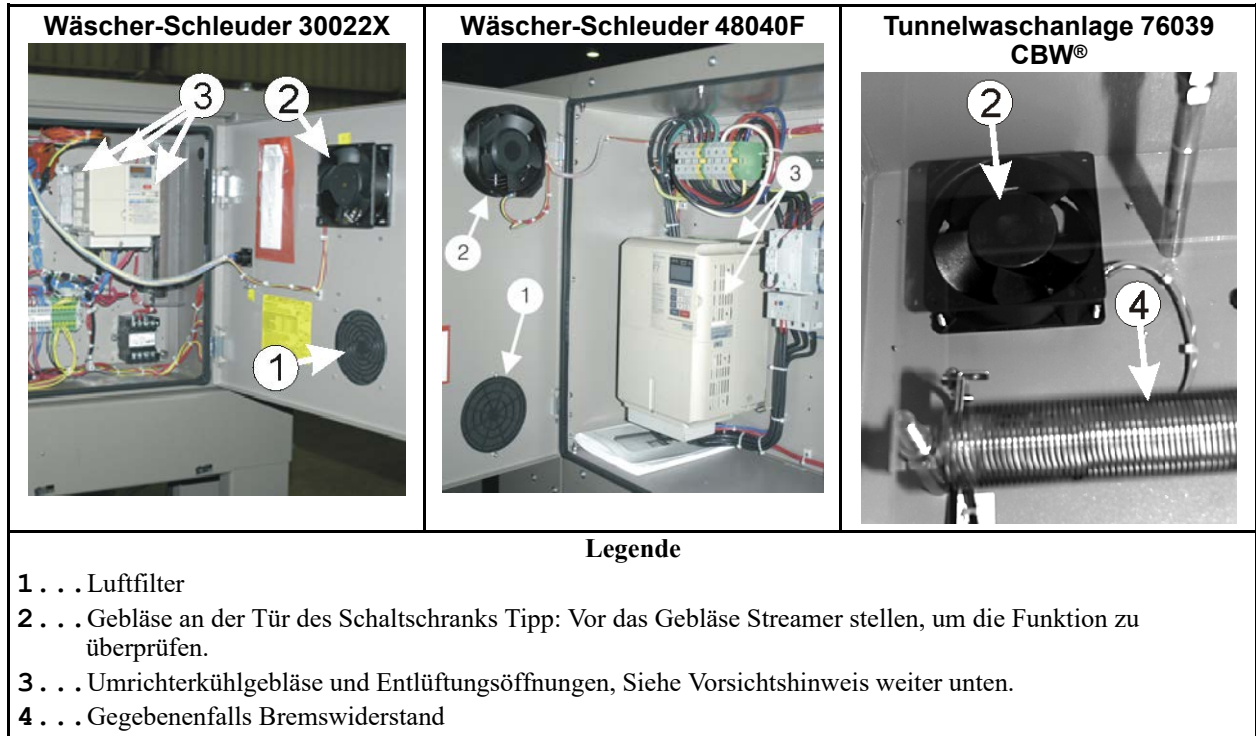 Wäscher-Schleuder 30022X
3
2
1
Wäscher-Schleuder 48040F
3
2
1
Tunnelwaschanlage 76039
CBW®
2
4
Legende
1...Luftfilter
2...Gebläse an der Tür des Schaltschranks Tipp: Vor das Gebläse Streamer stellen, um die Funktion zu
überprüfen.
3...Umrichterkühlgebläse und Entlüftungsöffnungen, Siehe Vorsichtshinweis weiter unten.
4...Gegebenenfalls Bremswiderstand